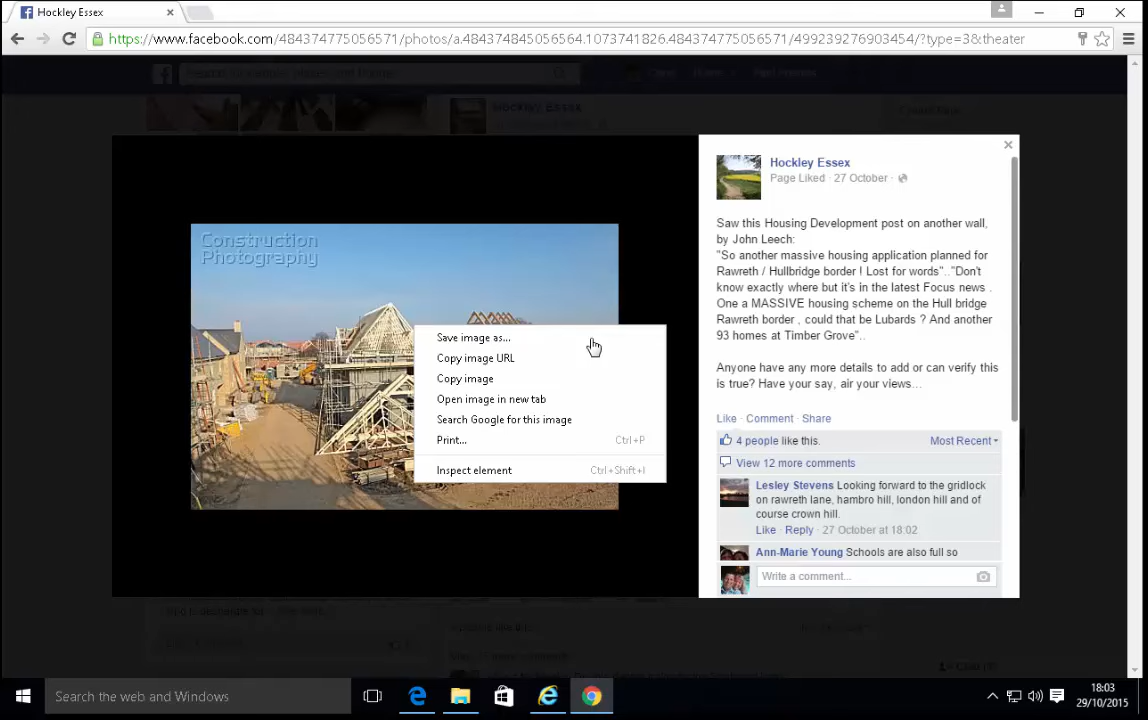 Hockley Essex
https://www.facebook.com/484374775056571/photos/a.484374845056564.1073741826.484374775056571/499239276903454/?type=3&theater
Hockley Essex
Construction
Photography
Save image as...
Copy image URL
Copy image
Open image in new tab
Search Google for this image
Print... Ctrl+P
Inspect element Ctrl+Shift+I
Hockley Essex
Page Liked · 27 October ·
Saw this Housing Development post on another wall,
by John Leech:
"So another massive housing application planned for
Rawreth / Hullbridge border ! Lost for words".."Don't
know exactly where but it's in the latest Focus news .
One a MASSIVE housing scheme on the Hull bridge
Rawreth border , could that be Lubards ? And another
93 homes at Timber Grove"..
Anyone have any more details to add or can verify this
is true? Have your say, air your views...
Like · Comment · Share
4 people like this. Most Recent
View 12 more comments
Lesley Stevens Looking forward to the gridlock
on rawreth lane, hambro hill, london hill and of
course crown hill.
Like · Reply · 27 October at 18:02
Ann-Marie Young Schools are also full so
Write a comment...
Search the web and Windows
18:03
29/10/2015